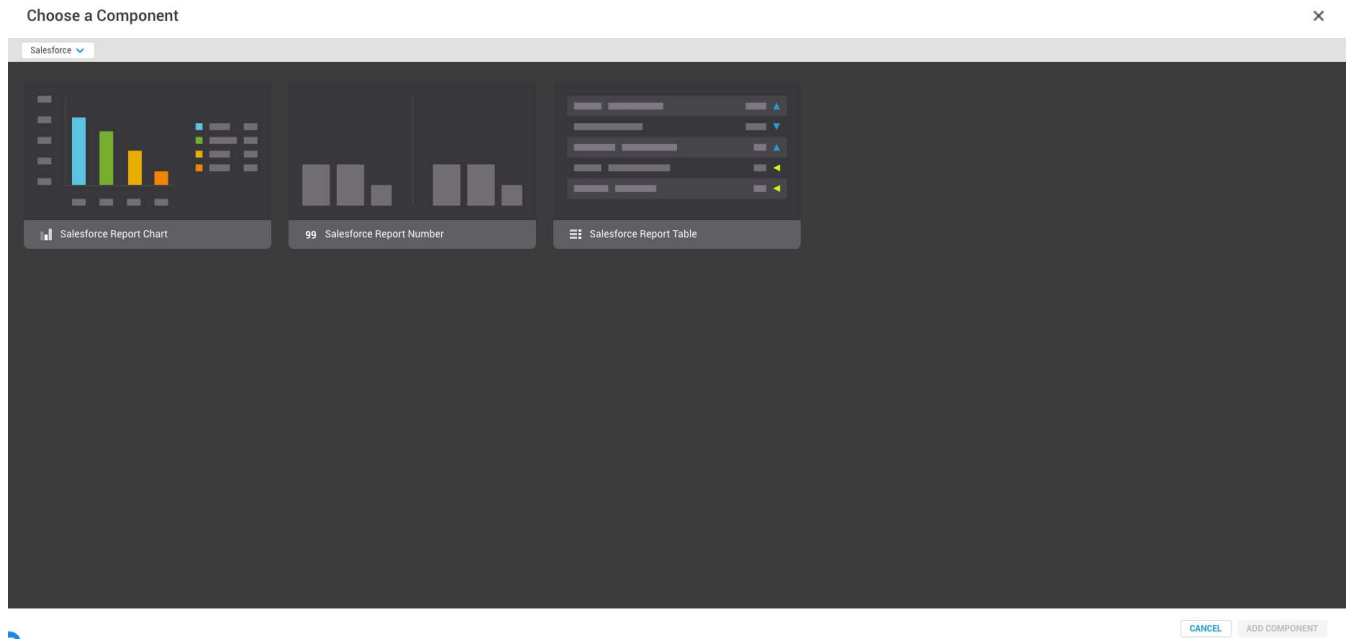 Choose a Component
Salesforce
Salesforce Report Chart
99 Salesforce Report Number
Salesforce Report Table
CANCEL ADD COMPONENT